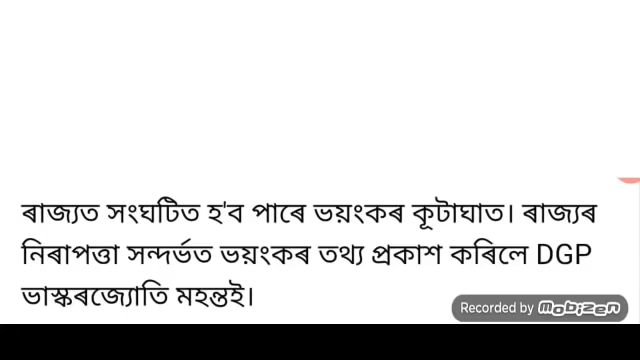 ৰাজ্যত সংঘটিত হ'ব পাৰে ভয়ংকৰ কূটাঘাত। ৰাজ্যৰ
নিৰাপত্তা সন্দৰ্ভত ভয়ংকৰ তথ্য প্ৰকাশ কৰিলে DGP
ভাস্কৰজ্যোতি মহন্তই।
Recorded by Mobizen